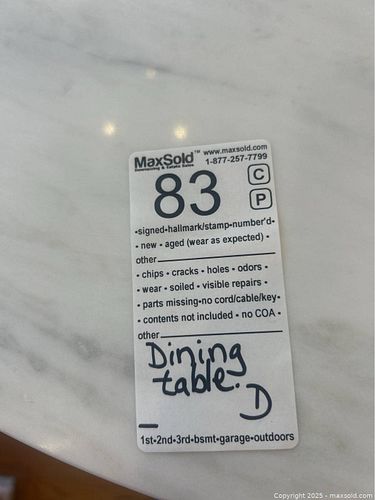 MaxSold™ www.maxsold.com
Downsizing & Estate Sales 1-877-257-7799
83 C
P
•signed•hallmark/stamp•number'd•
• new • aged (wear as expected) •
other
• chips • cracks • holes • odors •
• wear • soiled • visible repairs •
• parts missing•no cord/cable/key•
• contents not included • no COA •
other
Dining
table.
D
1st•2nd•3rd•bsmt•garage•outdoors
Copyright 2025 - maxsold.com